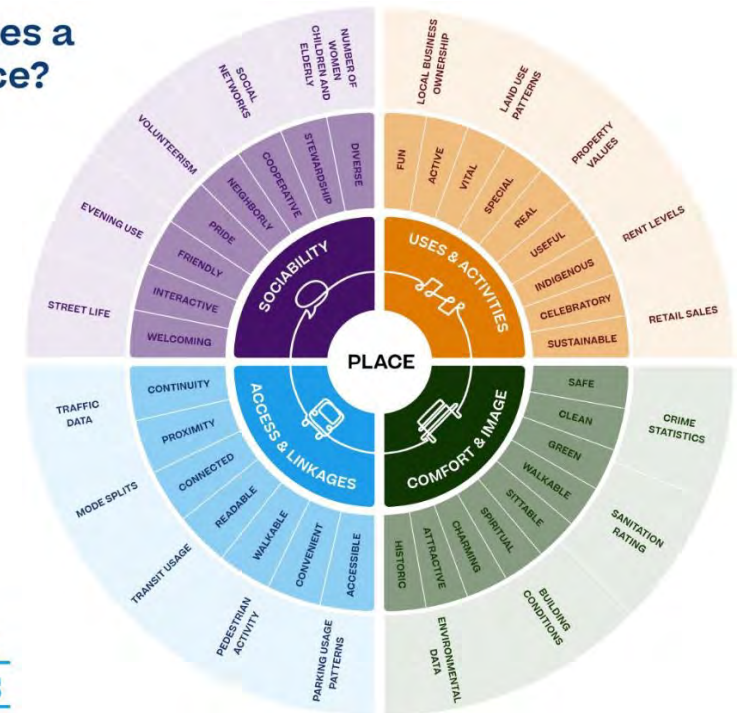 es a
ce?
NUMBER OF
WOMEN
CHILDREN AND
ELDERLY
SOCIAL
NETWORKS
VOLUNTEERISM
EVENING USE
STREET LIFE
DIVERSE
STEWARDSHIP
COOPERATIVE
NEIGHBORLY
PRIDE
FRIENDLY
INTERACTIVE
WELCOMING
SOCIABILITY
LOCAL BUSINESS
OWNERSHIP
LAND USE
PATTERNS
PROPERTY
VALUES
RENT LEVELS
RETAIL SALES
FUN
ACTIVE
VITAL
SPECIAL
REAL
USEFUL
INDIGENOUS
CELEBRATORY
SUSTAINABLE
USES & ACTIVITIES
PLACE
ACCESS & LINKAGES
CONTINUITY
PROXIMITY
CONNECTED
READABLE
WALKABLE
CONVENIENT
ACCESSIBLE
TRAFFIC
DATA
MODE SPLITS
TRANSIT USAGE
PEDESTRIAN
ACTIVITY
PARKING USAGE
PATTERNS
COMFORT & IMAGE
SAFE
CLEAN
GREEN
WALKABLE
SITTABLE
SPIRITUAL
CHARMING
ATTRACTIVE
HISTORIC
CRIME
STATISTICS
SANITATION
RATING
BUILDING
CONDITIONS
ENVIRONMENTAL
DATA